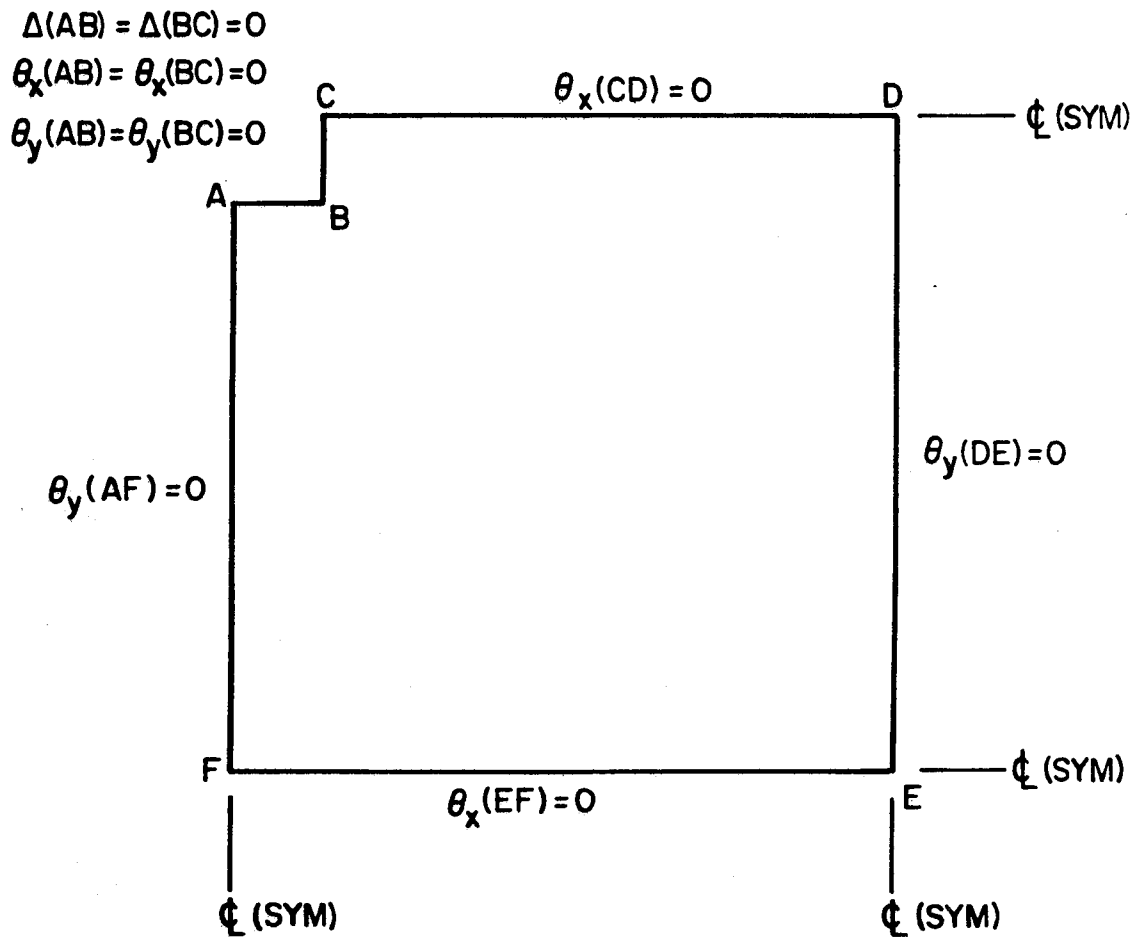 Δ(AB) = Δ(BC)=0
θx(AB) = θx(BC)=0
θy(AB)=θy(BC)=0
C
θx(CD)=0
D
℄ (SYM)
A
B
θy(AF)=0
θy(DE)=0
F
θx(EF)=0
E
℄ (SYM)
℄ (SYM)
℄ (SYM)